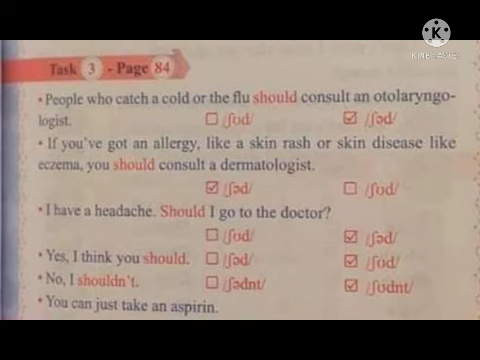 KINEMASTER
Task 3 - Page 84
• People who catch a cold or the flu should consult an otolaryngo-
logist. ☐ /ʃʊd/ ☑ /ʃəd/
• If you've got an allergy, like a skin rash or skin disease like
eczema, you should consult a dermatologist.
☑ /ʃəd/ ☐ /ʃʊd/
• I have a headache. Should I go to the doctor?
☐ /ʃʊd/ ☑ /ʃəd/
• Yes, I think you should. ☐ /ʃəd/ ☑ /ʃʊd/
• No, I shouldn't. ☐ /ʃədnt/ ☑ /ʃʊdnt/
• You can just take an aspirin.